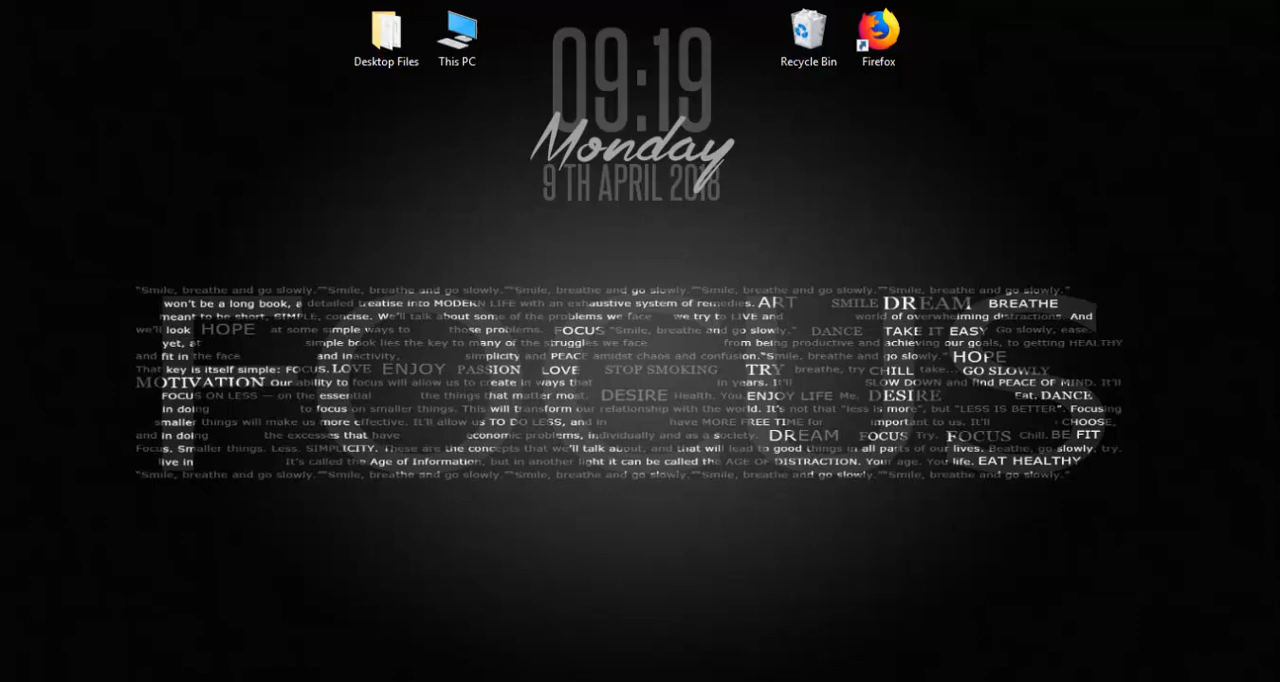 Desktop Files
This PC
Recycle Bin
Firefox
09:19
Monday
9 TH APRIL 2018
FOCUS
"Smile, breathe and go slowly.""Smile, breathe and go slowly.""Smile, breathe and go slowly.""Smile, breathe and go slowly.""Smile, breathe and go slowly."
won't be a long book, a detailed treatise into MODERN LIFE with an exhaustive system of remedies. ART SMILE DREAM BREATHE
meant to be short, SIMPLE, concise. We'll talk about some of the problems we face we try to LIVE and world of overwhelming distractions. And
we'll look HOPE at some simple ways to those problems. FOCUS "Smile, breathe and go slowly." DANCE TAKE IT EASY Go slowly, ease
yet, at simple book lies the key to many of the struggles we face from being productive and achieving our goals, to getting HEALTHY
and fit in the face and inactivity, simplicity and PEACE amidst chaos and confusion."Smile, breathe and go slowly." HOPE
That key is itself simple: FOCUS. LOVE ENJOY PASSION LOVE STOP SMOKING TRY breathe, try CHILL take... GO SLOWLY
MOTIVATION Our ability to focus will allow us to create in ways that in years. It'll SLOW DOWN and find PEACE OF MIND. It'll
FOCUS ON LESS — on the essential the things that matter most. DESIRE Health. You. ENJOY LIFE Me. DESIRE Eat. DANCE
in doing to focus on smaller things. This will transform our relationship with the world. It's not that "less is more", but "LESS IS BETTER". Focusing
smaller things will make us more effective. It'll allow us TO DO LESS, and in have MORE FREE TIME for important to us. It'll CHOOSE,
and in doing the excesses that have economic problems, individually and as a society. DREAM FOCUS Try. FOCUS Chill. BE FIT
Focus. Smaller things. Less. SIMPLICITY. These are the concepts that we'll talk about, and that will lead to good things in all parts of our lives. Beathe, go slowly, try.
live in It's called the Age of Information, but in another light it can be called the AGE OF DISTRACTION. Your age. You life. EAT HEALTHY
"Smile, breathe and go slowly.""Smile, breathe and go slowly.""Smile, breathe and go slowly.""Smile, breathe and go slowly.""Smile, breathe and go slowly."